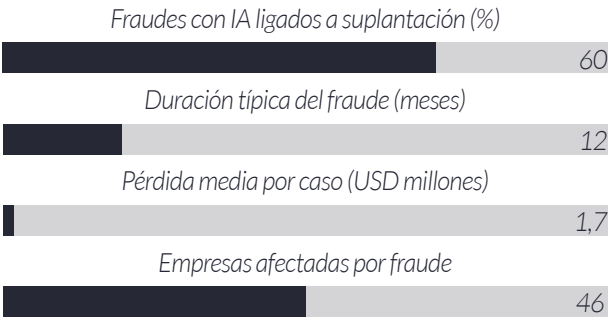 Fraudes con IA ligados a suplantación (%)
60
Duración típica del fraude (meses)
12
Pérdida media por caso (USD millones)
1,7
Empresas afectadas por fraude
46